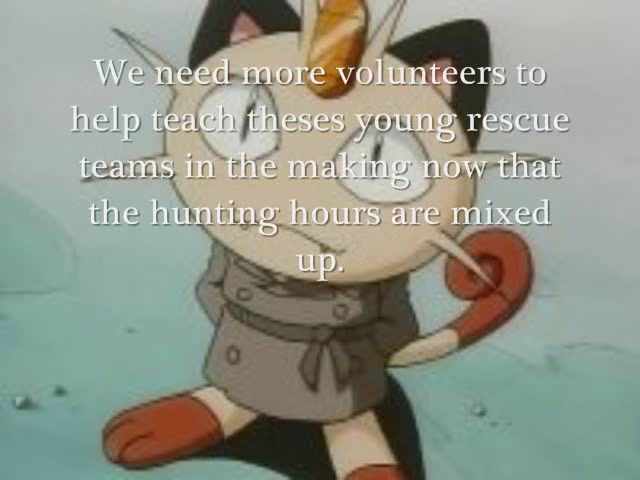 We need more volunteers to
help teach theses young rescue
teams in the making now that
the hunting hours are mixed
up.